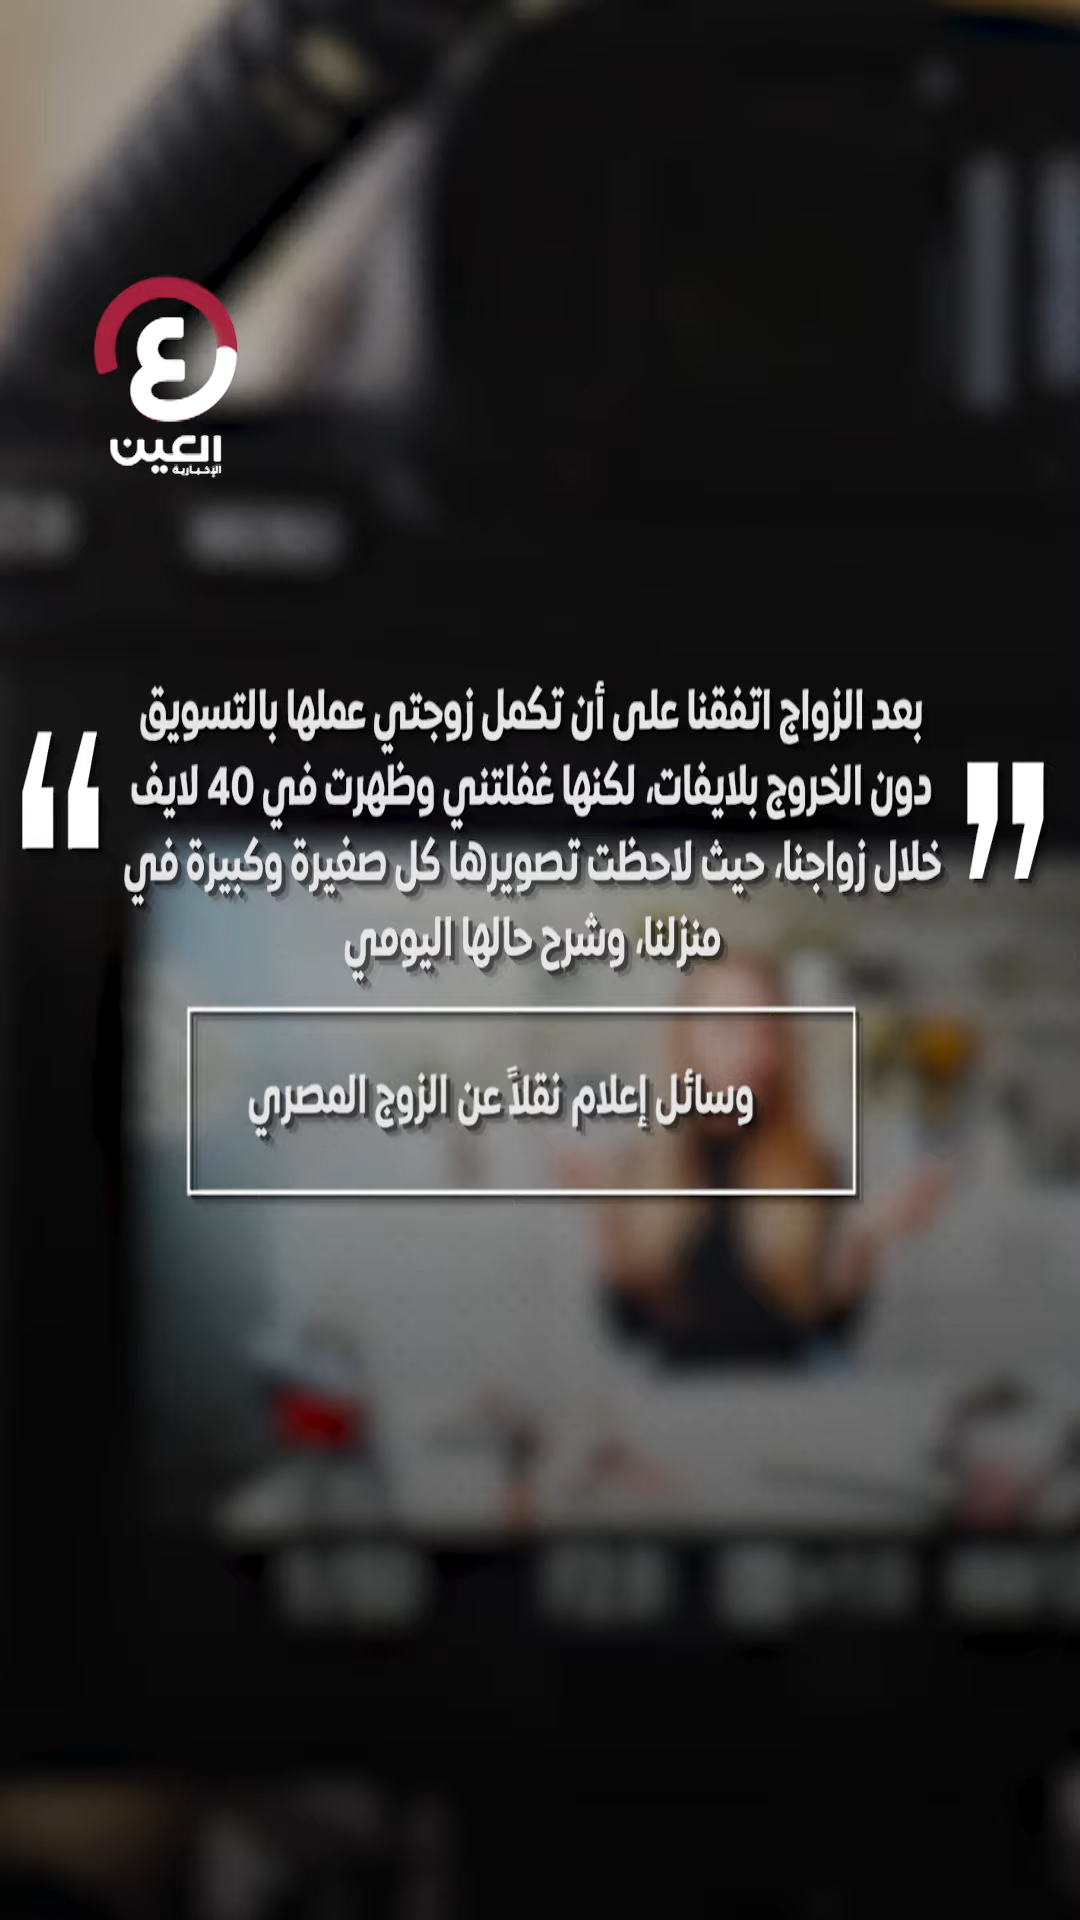 العين
الإخبارية
بعد الزواج اتفقنا على أن تكمل زوجتي عملها بالتسويق
دون الخروج بلايفات، لكنها غفلتني وظهرت في 40 لايف
خلال زواجنا، حيث لاحظت تصويرها كل صغيرة وكبيرة في
منزلنا، وشرح حالها اليومي
وسائل إعلام نقلاً عن الزوج المصري